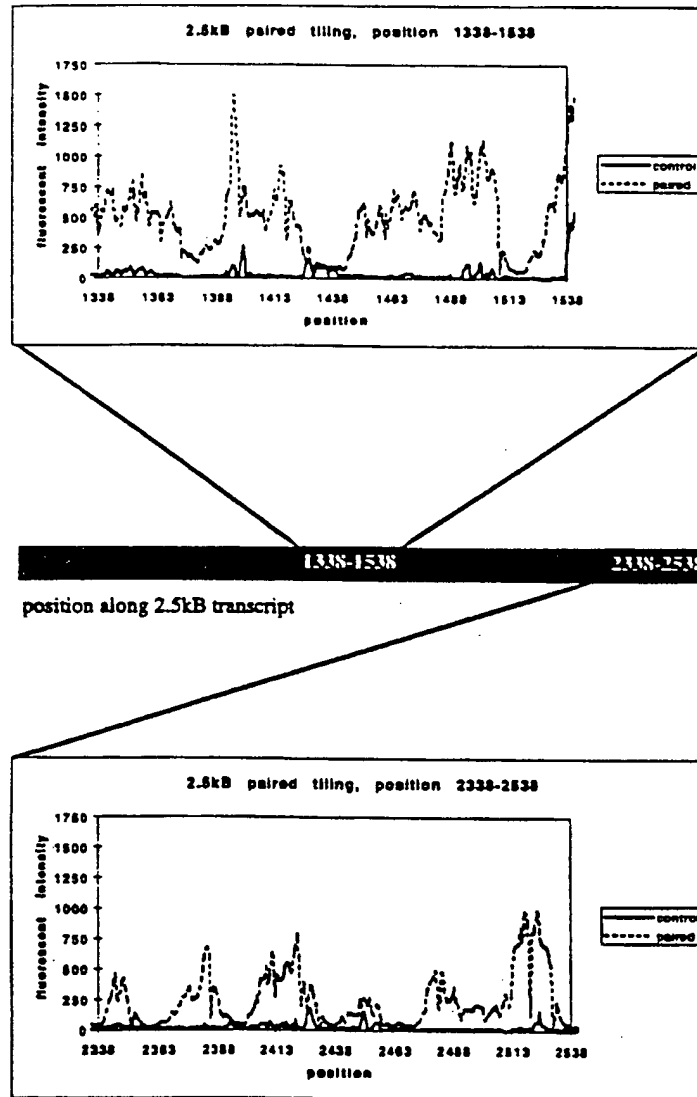 2.5kB paired tiling, position 1338-1538
1750
1500
1250
1000
750
500
250
0
fluorescent intensity
1338 1363 1388 1413 1438 1463 1488 1513 1538
position
control
paired
1338-1538
2338-2538
position along 2.5kB transcript
2.5kB paired tiling, position 2338-2538
1750
1500
1250
1000
750
500
250
0
fluorescent intensity
2338 2363 2388 2413 2438 2463 2488 2513 2538
position
control
paired